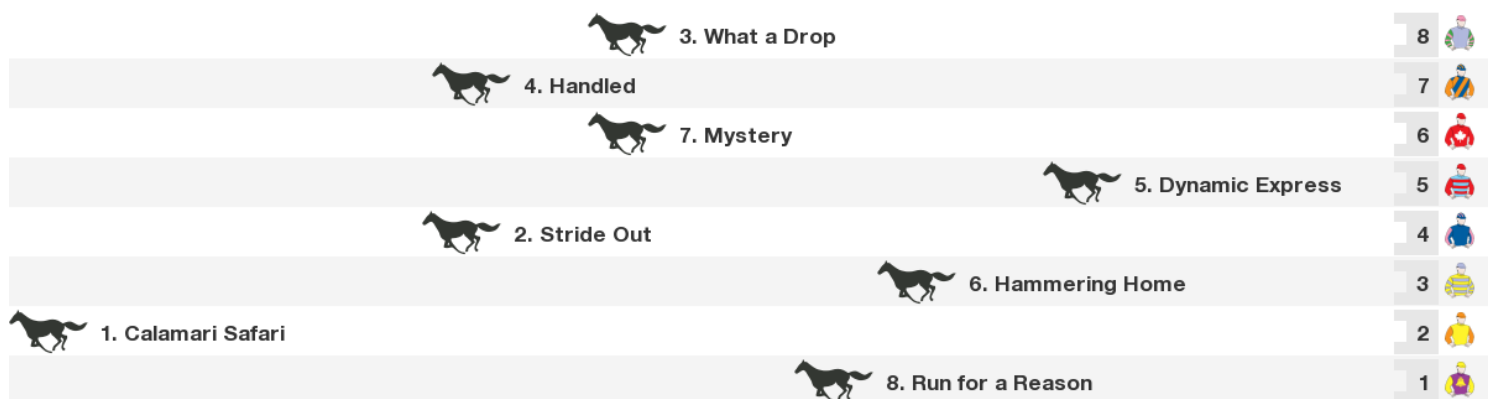 3. What a Drop 8
4. Handled 7
7. Mystery 6
5. Dynamic Express 5
2. Stride Out 4
6. Hammering Home 3
1. Calamari Safari 2
8. Run for a Reason 1